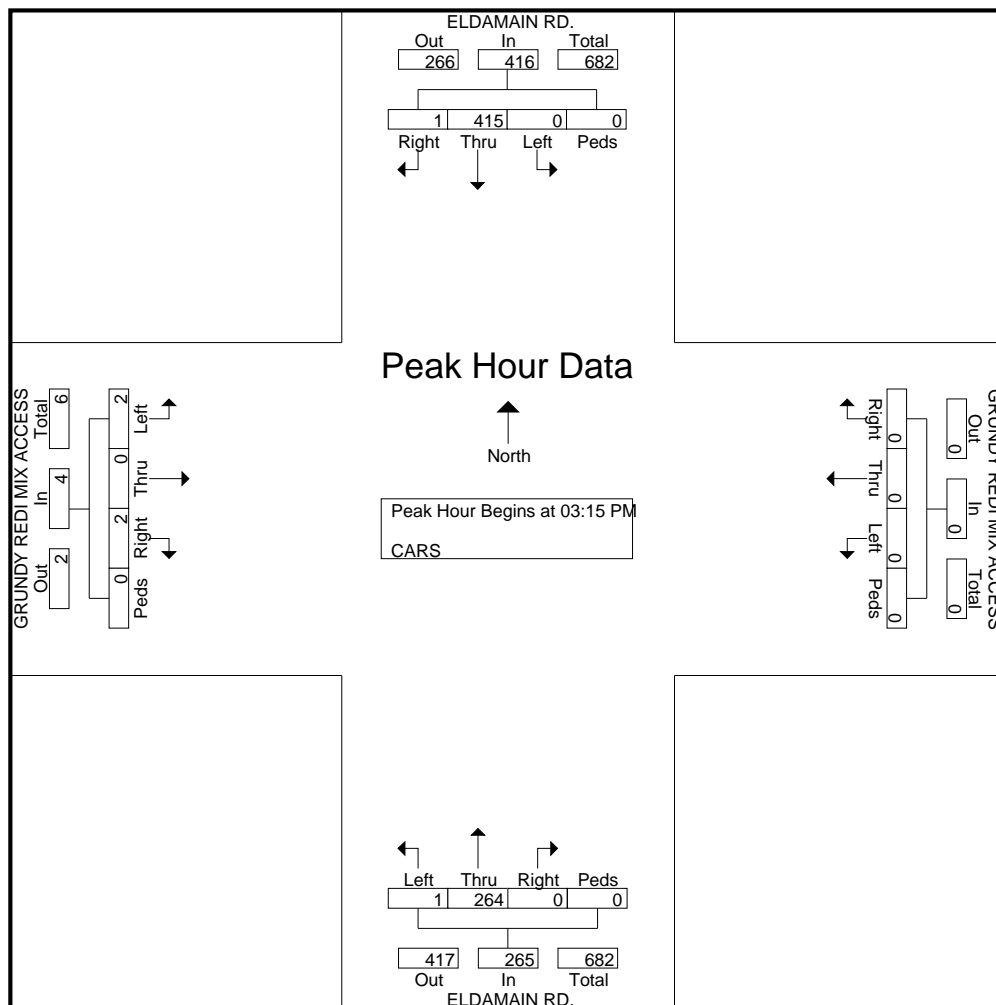 ELDAMAIN RD.
Out In Total
266 416 682
1 415 0 0
Right Thru Left Peds
Peak Hour Data
North
Peak Hour Begins at 03:15 PM
CARS
GRUNDY REDI MIX ACCESS
Out In Total
2 4 6
Left Thru Right Peds
2 0 2 0
GRUNDY REDI MIX ACCESS
Out In Total
0 0 0
Right Thru Left Peds
0 0 0 0
Left Thru Right Peds
1 264 0 0
417 265 682
Out In Total
ELDAMAIN RD.